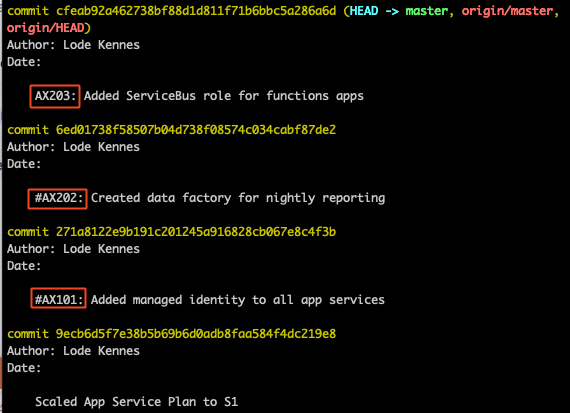 commit cfeab92a462738bf88d1d811f71b6bbc5a286a6d (HEAD -> master, origin/master,
origin/HEAD)
Author: Lode Kennes
Date:
AX203: Added ServiceBus role for functions apps
commit 6ed01738f58507b04d738f08574c034cabf87de2
Author: Lode Kennes
Date:
#AX202: Created data factory for nightly reporting
commit 271a8122e9b191c201245a916828cb067e8c4f3b
Author: Lode Kennes
Date:
#AX101: Added managed identity to all app services
commit 9ecb6d5f7e38b5b69b6d0adb8faa584f4dc219e8
Author: Lode Kennes
Date:
Scaled App Service Plan to S1